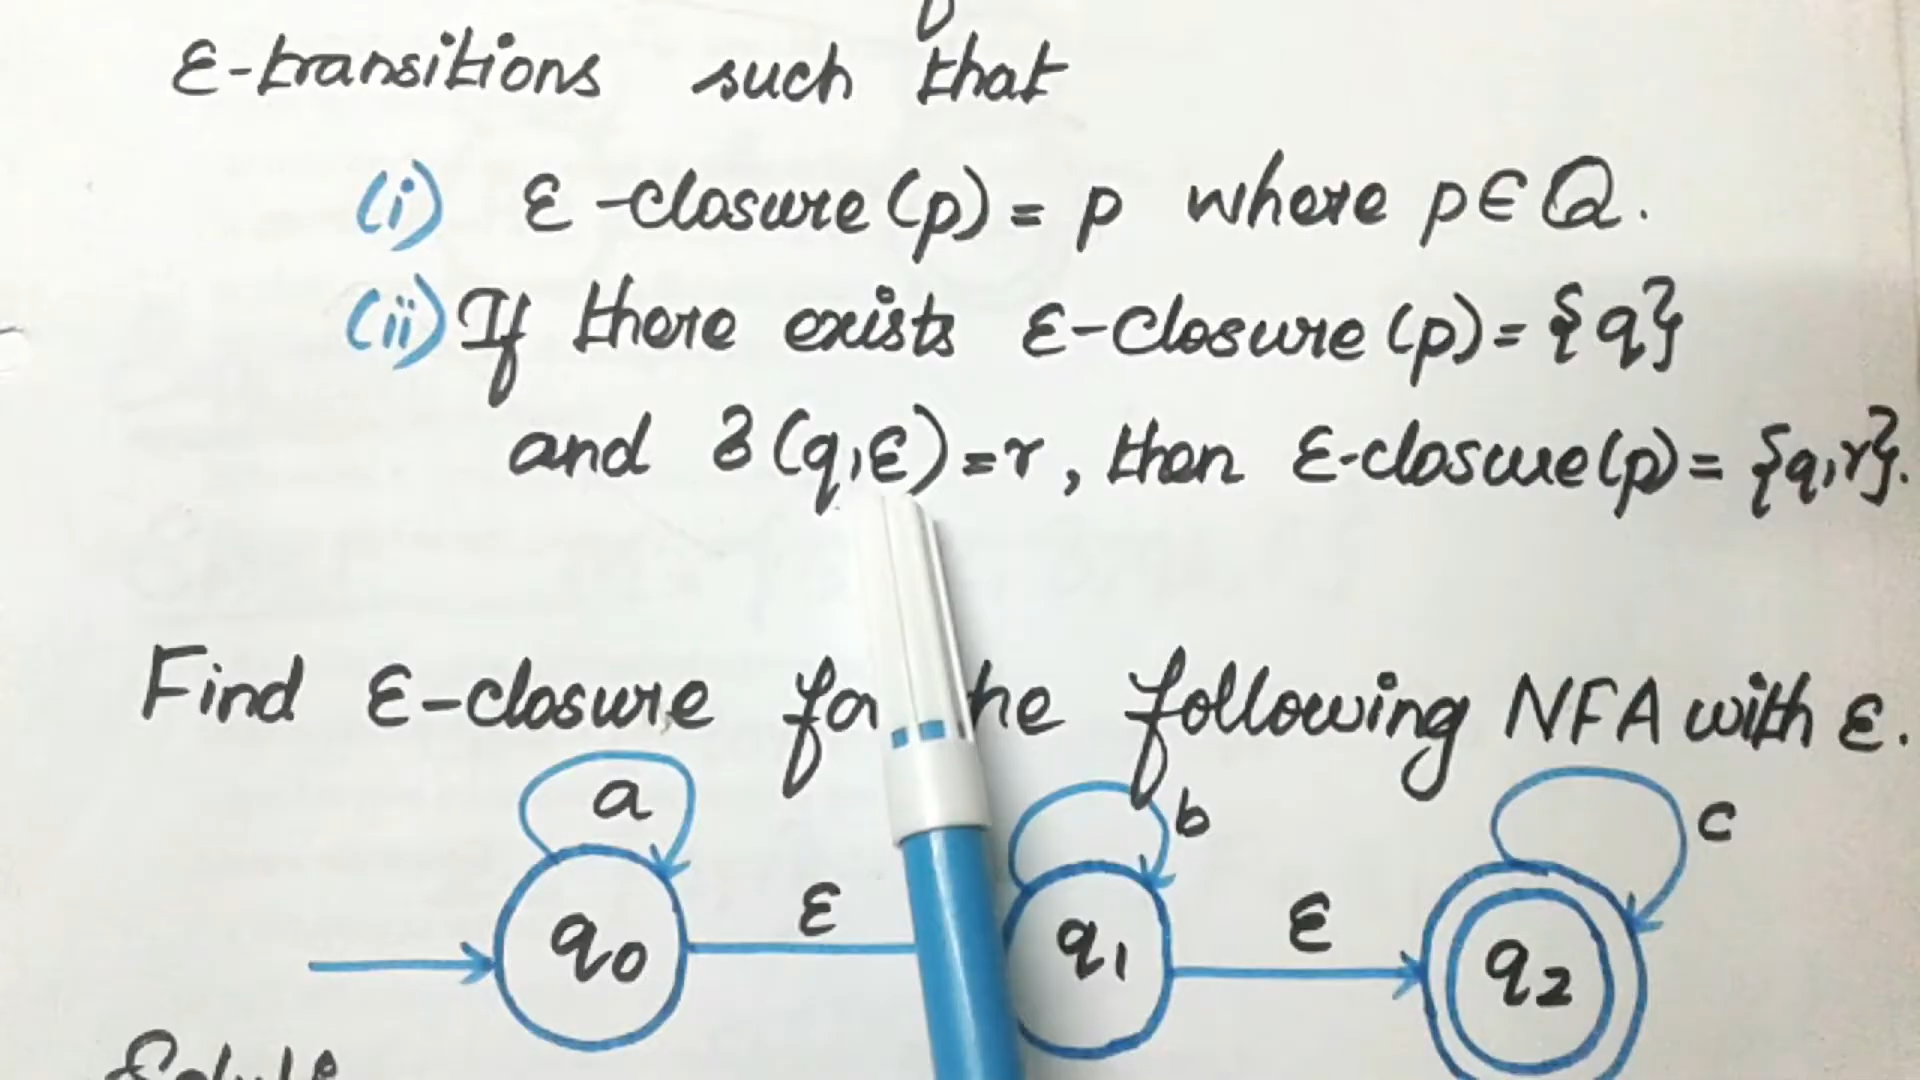 ε-transitions such that
(i) ε-closure(p) = p where p∈Q.
(ii) If there exists ε-closure(p) = {q}
and δ(q,ε) = r, then ε-closure(p) = {q,r}.
Find ε-closure for the following NFA with ε.
a b c
ε ε
q0 q1 q2